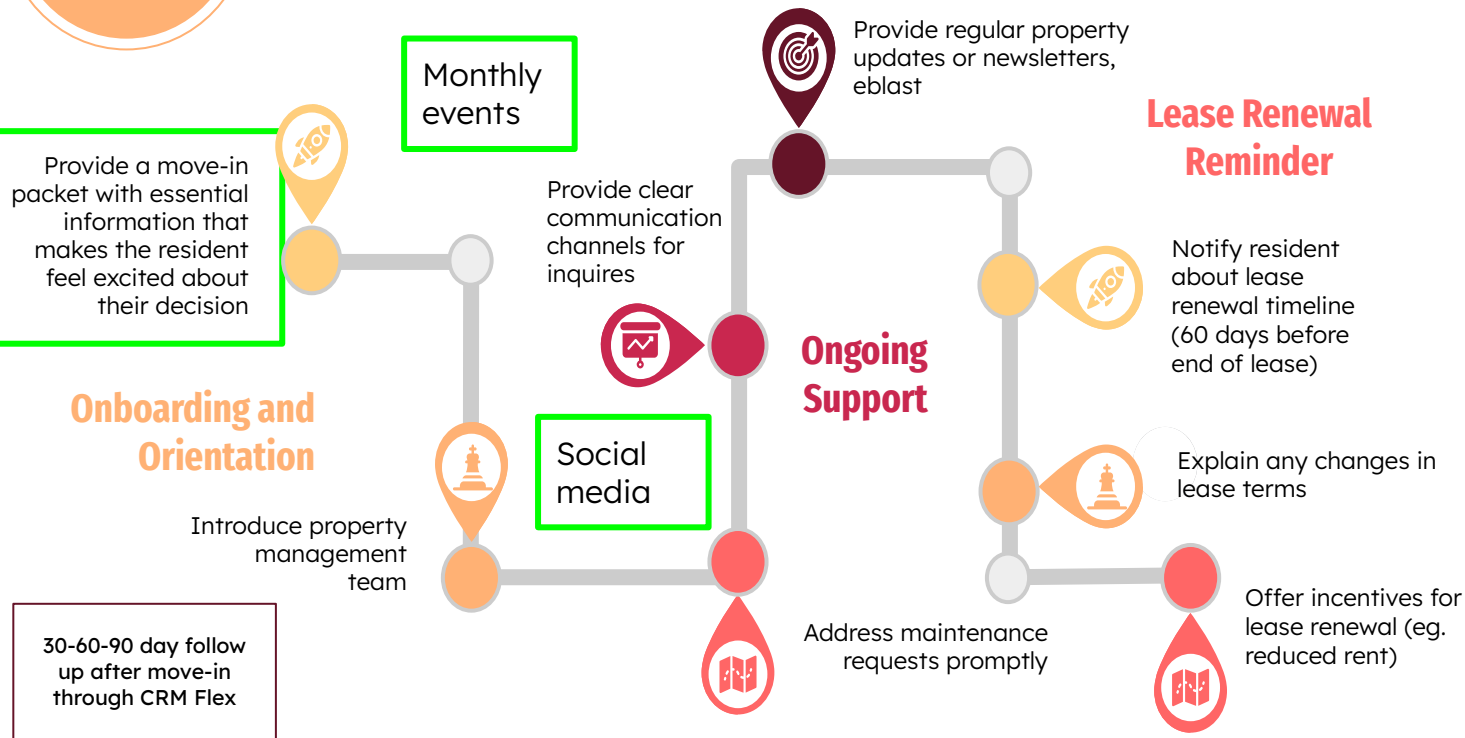 Monthly
events
Provide a move-in
packet with essential
information that
makes the resident
feel excited about
their decision
Onboarding and
Orientation
Introduce property
management
team
30-60-90 day follow
up after move-in
through CRM Flex
Provide clear
communication
channels for
inquires
Social
media
Address maintenance
requests promptly
Ongoing
Support
Provide regular property
updates or newsletters,
eblast
Lease Renewal
Reminder
Notify resident
about lease
renewal timeline
(60 days before
end of lease)
Explain any changes in
lease terms
Offer incentives for
lease renewal (eg.
reduced rent)